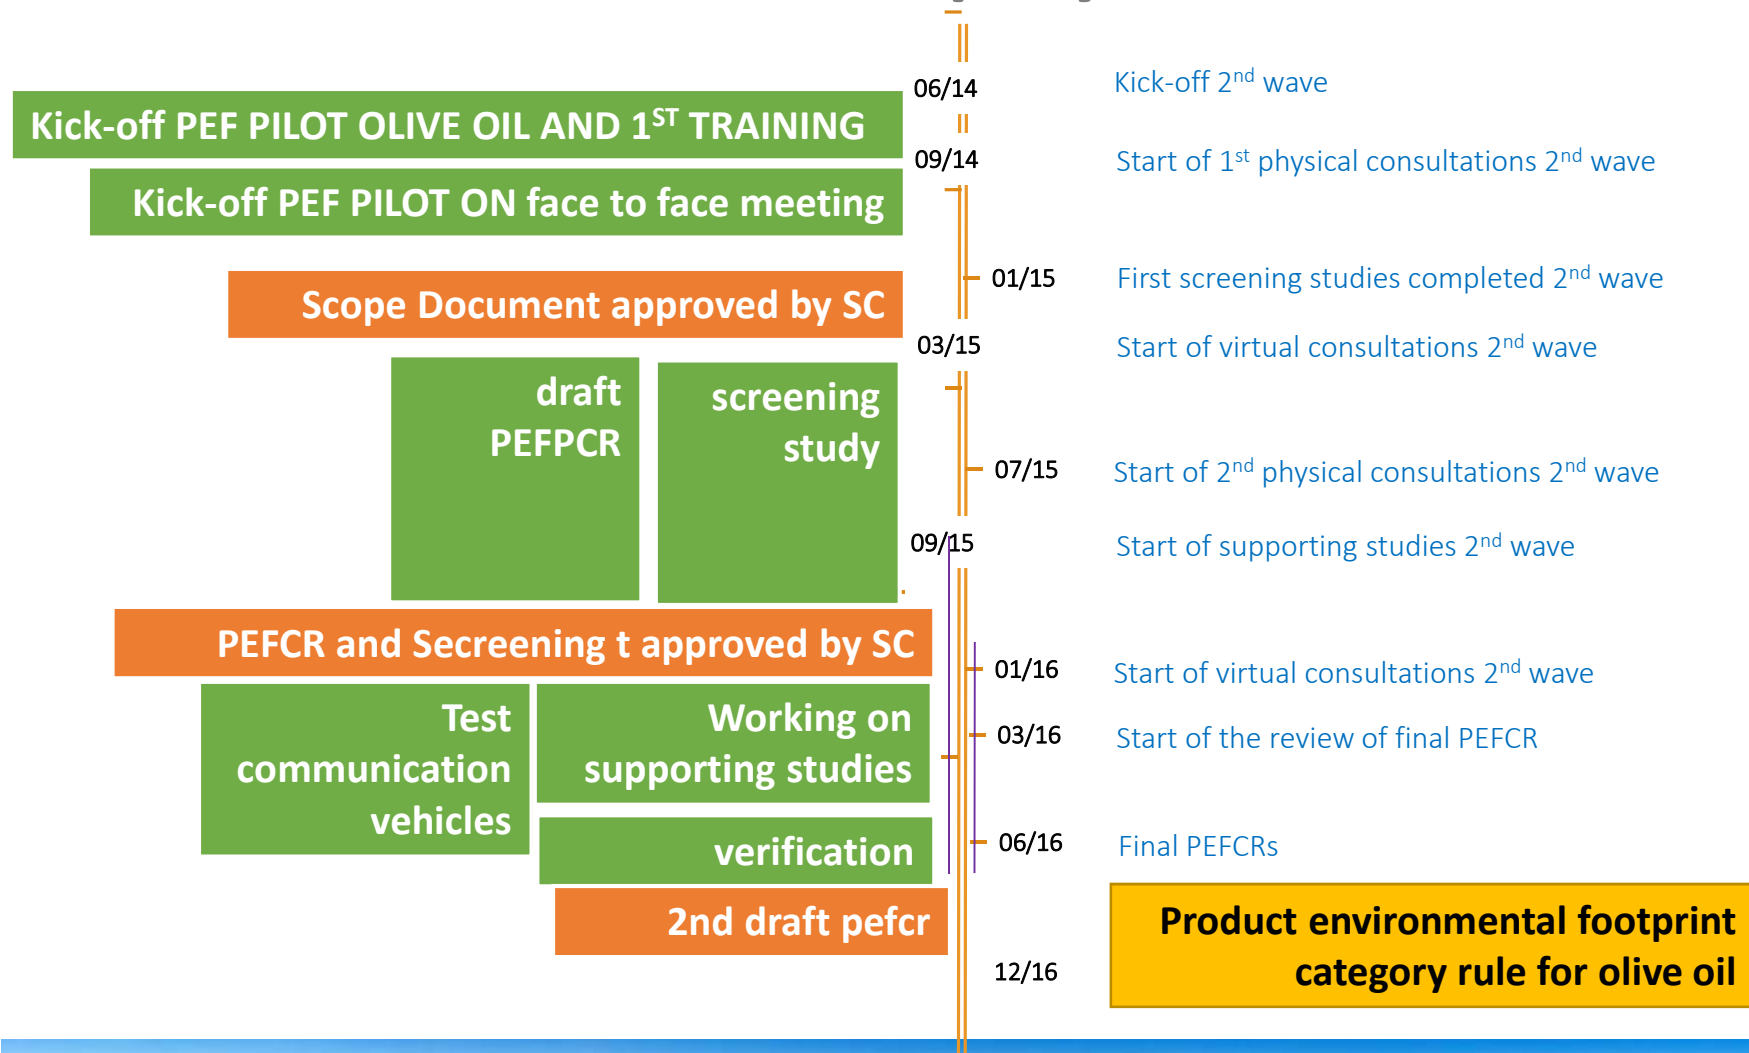 06/14
Kick-off 2nd wave
Kick-off PEF PILOT OLIVE OIL AND 1ST TRAINING
09/14
Start of 1st physical consultations 2nd wave
Kick-off PEF PILOT ON face to face meeting
01/15
First screening studies completed 2nd wave
Scope Document approved by SC
03/15
Start of virtual consultations 2nd wave
draft
PEFPCR
screening
study
07/15
Start of 2nd physical consultations 2nd wave
09/15
Start of supporting studies 2nd wave
PEFCR and Secreening t approved by SC
01/16
Start of virtual consultations 2nd wave
Test
communication
vehicles
Working on
supporting studies
03/16
Start of the review of final PEFCR
verification
06/16
Final PEFCRs
2nd draft pefcr
Product environmental footprint
category rule for olive oil
12/16